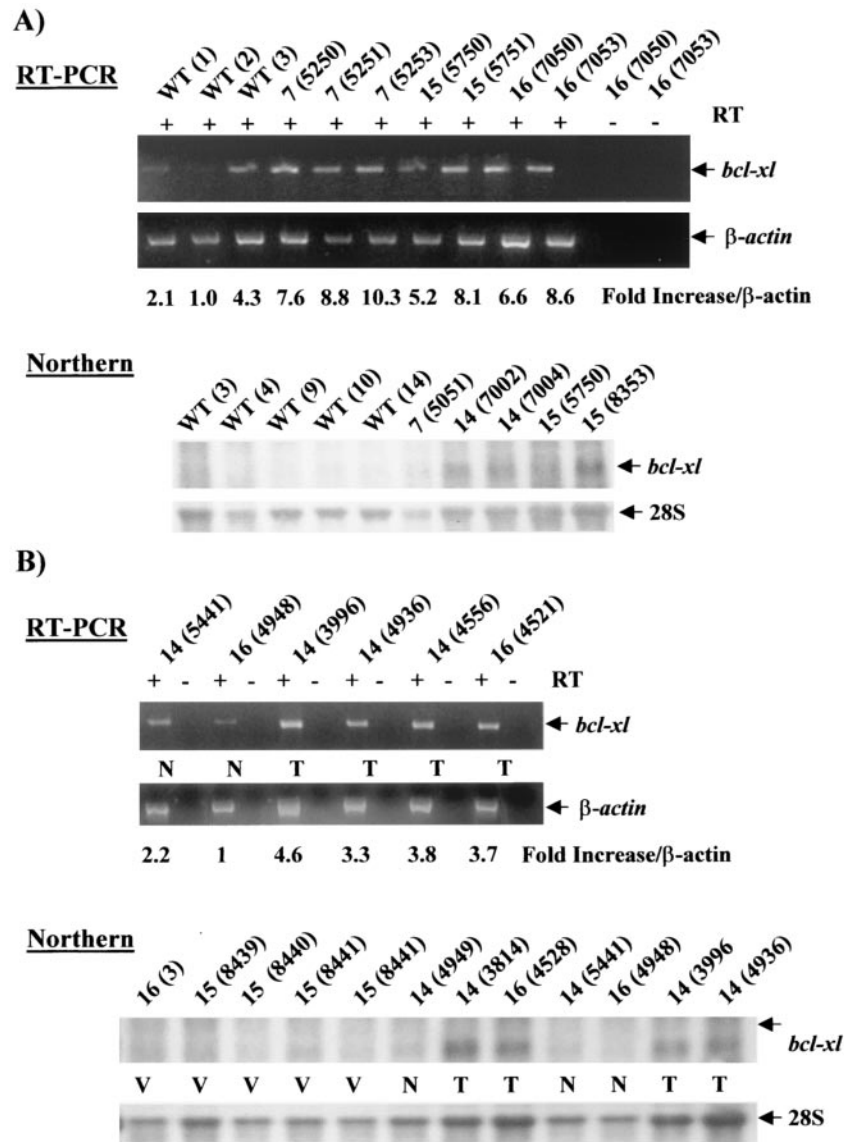 A)
RT-PCR
WT (1) WT (2) WT (3) 7 (5250) 7 (5251) 7 (5253) 15 (5750) 15 (5751) 16 (7050) 16 (7053) 16 (7050) 16 (7053)
+ + + + + + + + + + - - RT
bcl-xl
β-actin
2.1 1.0 4.3 7.6 8.8 10.3 5.2 8.1 6.6 8.6 Fold Increase/β-actin
Northern
WT (3) WT (4) WT (9) WT (10) WT (14) 7 (5051) 14 (7002) 14 (7004) 15 (5750) 15 (8353)
bcl-xl
28S
B)
RT-PCR
14 (5441) 16 (4948) 14 (3996) 14 (4936) 14 (4556) 16 (4521)
+ - + - + - + - + - + - RT
bcl-xl
N N T T T T
β-actin
2.2 1 4.6 3.3 3.8 3.7 Fold Increase/β-actin
Northern
16 (3) 15 (8439) 15 (8440) 15 (8441) 15 (8441) 14 (4949) 14 (3814) 16 (4528) 14 (5441) 16 (4948) 14 (3996 14 (4936)
bcl-xl
V V V V V N T T N N T T
28S